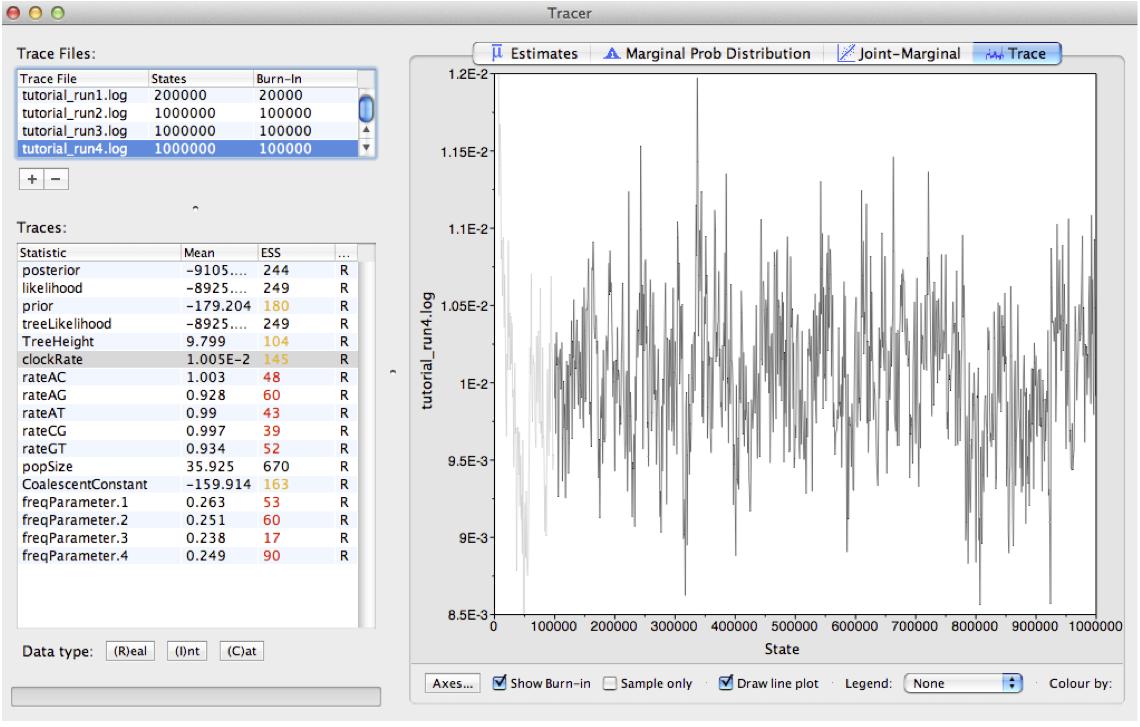 Tracer
Trace Files:
Trace File States Burn-In
tutorial_run1.log 200000 20000
tutorial_run2.log 1000000 100000
tutorial_run3.log 1000000 100000
tutorial_run4.log 1000000 100000
+ −
Traces:
Statistic Mean ESS ...
posterior -9105.... 244 R
likelihood -8925.... 249 R
prior -179.204 180 R
treeLikelihood -8925.... 249 R
TreeHeight 9.799 104 R
clockRate 1.005E-2 145 R
rateAC 1.003 48 R
rateAG 0.928 60 R
rateAT 0.99 43 R
rateCG 0.997 39 R
rateGT 0.934 52 R
popSize 35.925 670 R
CoalescentConstant -159.914 163 R
freqParameter.1 0.263 53 R
freqParameter.2 0.251 60 R
freqParameter.3 0.238 17 R
freqParameter.4 0.249 90 R
Data type: (R)eal (I)nt (C)at
μ Estimates Marginal Prob Distribution Joint-Marginal Trace
1.2E-2
1.15E-2
1.1E-2
1.05E-2
1E-2
9.5E-3
9E-3
8.5E-3
tutorial_run4.log
0 100000 200000 300000 400000 500000 600000 700000 800000 900000 1000000
State
Axes... Show Burn-in Sample only Draw line plot Legend: None Colour by: